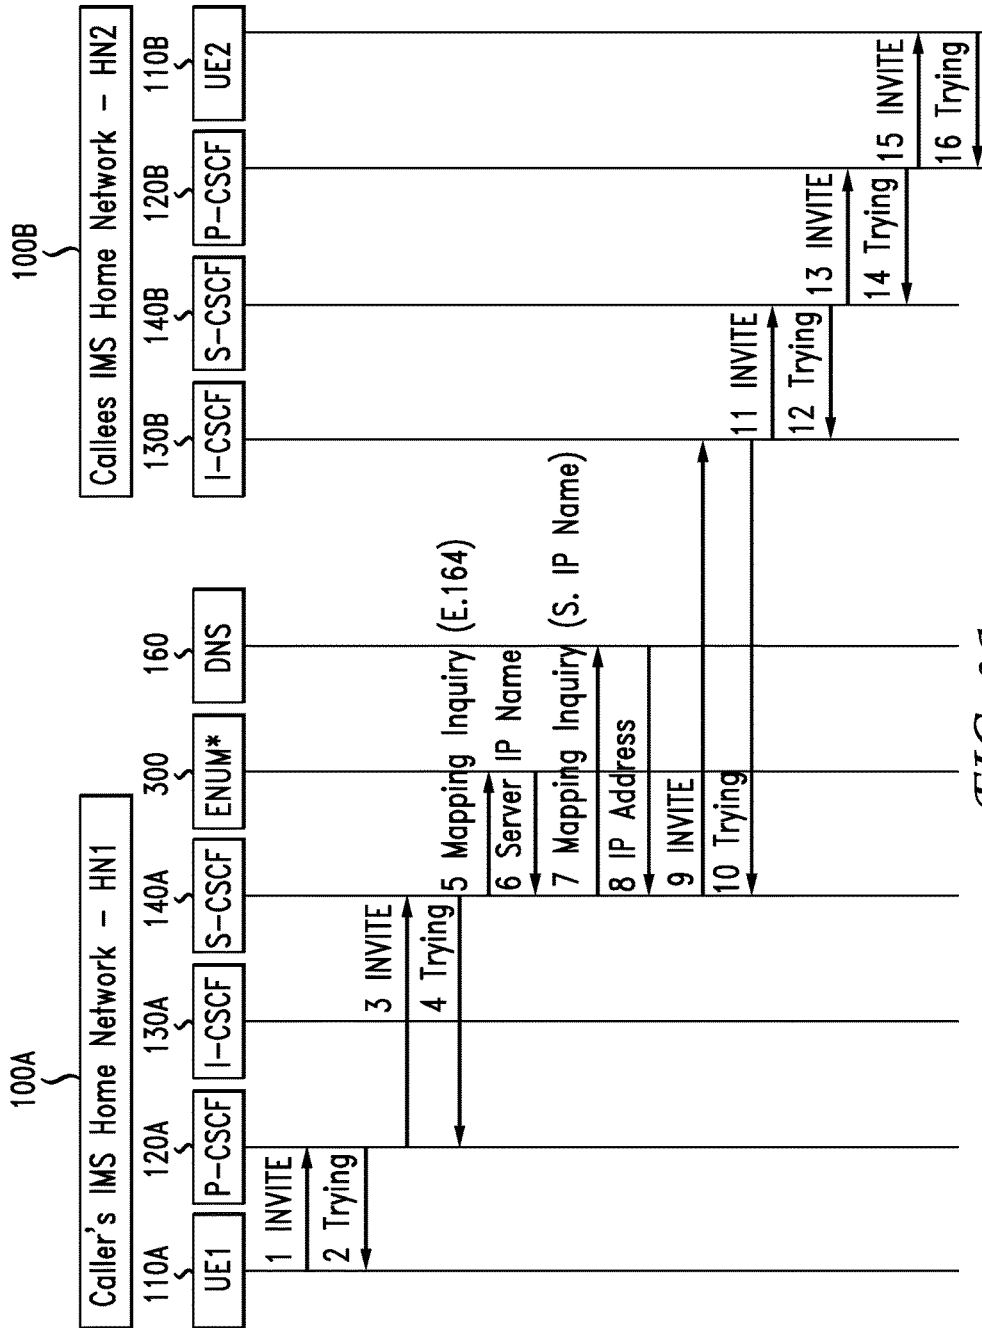 100A
100B
Caller's IMS Home Network – HN1
Callees IMS Home Network – HN2
110A
120A
130A
140A
300
160
130B
140B
120B
110B
UE1
P–CSCF
I–CSCF
S–CSCF
ENUM*
DNS
I–CSCF
S–CSCF
P–CSCF
UE2
1 INVITE
2 Trying
3 INVITE
4 Trying
5 Mapping Inquiry (E.164)
6 Server IP Name
7 Mapping Inquiry (S. IP Name)
8 IP Address
9 INVITE
10 Trying
11 INVITE
12 Trying
13 INVITE
14 Trying
15 INVITE
16 Trying